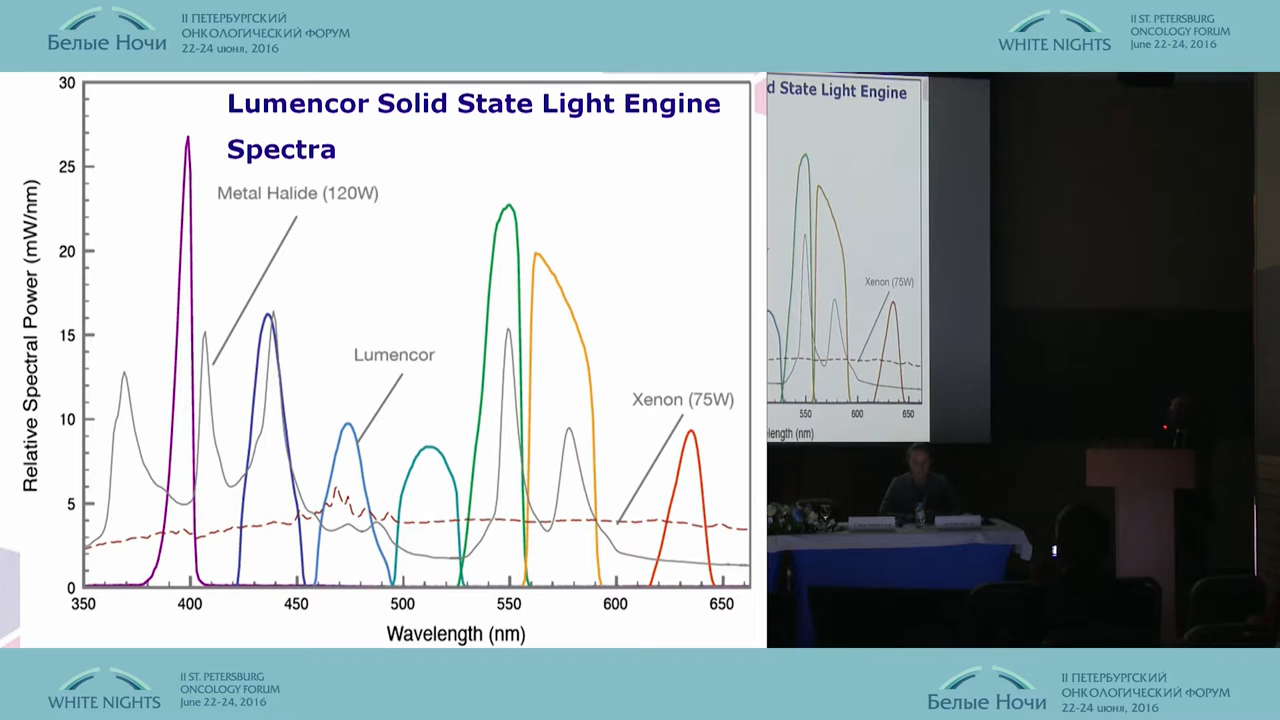 Белые Ночи
II ПЕТЕРБУРГСКИЙ
ОНКОЛОГИЧЕСКИЙ ФОРУМ
22-24 июня, 2016
WHITE NIGHTS
II ST. PETERSBURG
ONCOLOGY FORUM
June 22-24, 2016
Lumencor Solid State Light Engine
Spectra
Metal Halide (120W)
Lumencor
Xenon (75W)
Relative Spectral Power (mW/nm)
30
25
20
15
10
5
0
350 400 450 500 550 600 650
Wavelength (nm)
d State Light Engine
Xenon (75W)
550 600 650
length (nm)
WHITE NIGHTS
II ST. PETERSBURG
ONCOLOGY FORUM
June 22-24, 2016
Белые Ночи
II ПЕТЕРБУРГСКИЙ
ОНКОЛОГИЧЕСКИЙ ФОРУМ
22-24 июня, 2016